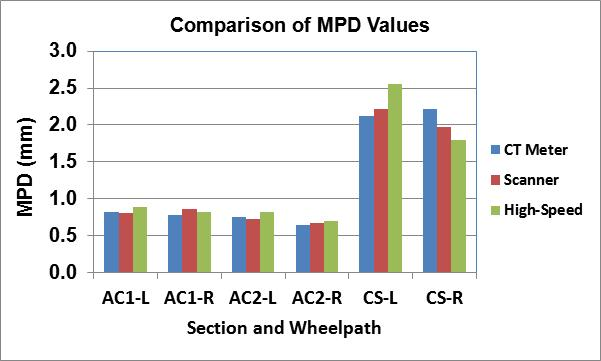 Comparison of MPD Values
3.0
2.5
2.0
1.5
1.0
0.5
0.0
MPD (mm)
AC1-L AC1-R AC2-L AC2-R CS-L CS-R
Section and Wheelpath
CT Meter
Scanner
High-Speed